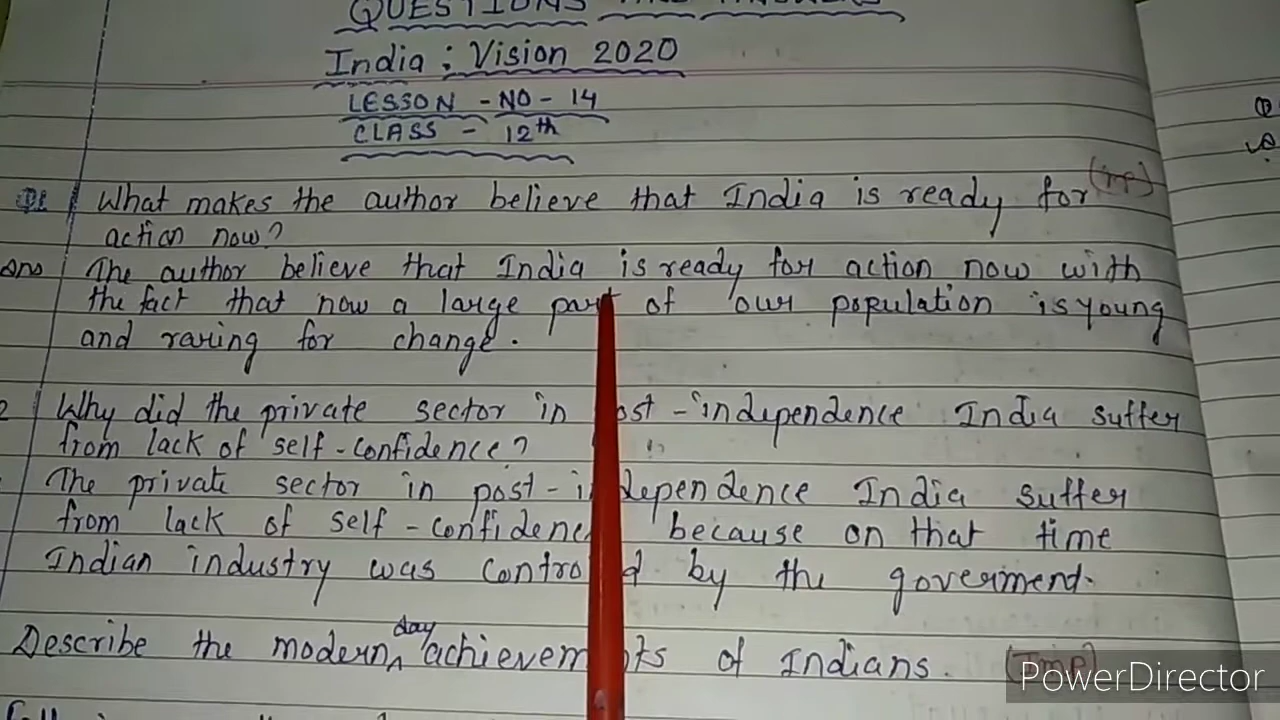 QUESTIONS AND ANSWERS
India : Vision 2020
LESSON - NO - 14
CLASS - 12th
Q1 What makes the author believe that India is ready for (Imp)
action now?
Ans The author believe that India is ready for action now with
the fact that now a large part of our population is young
and raring for change.
2 Why did the private sector in post-independence India suffer
from lack of self-confidence?
The private sector in post-independence India suffer
from lack of self-confidence because on that time
Indian industry was controled by the goverment.
Describe the modern day achievements of Indians. (Imp)
PowerDirector